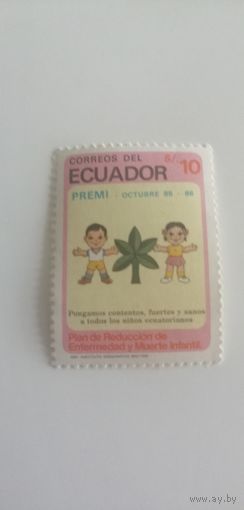 CORREOS DEL
ECUADOR
S/. 10
PREMI - OCTUBRE 85 - 86
Pongamos contentos, fuertes y sanos
a todos los niños ecuatorianos
Plan de Reducción de
Enfermedad y Muerte Infantil
ay.by